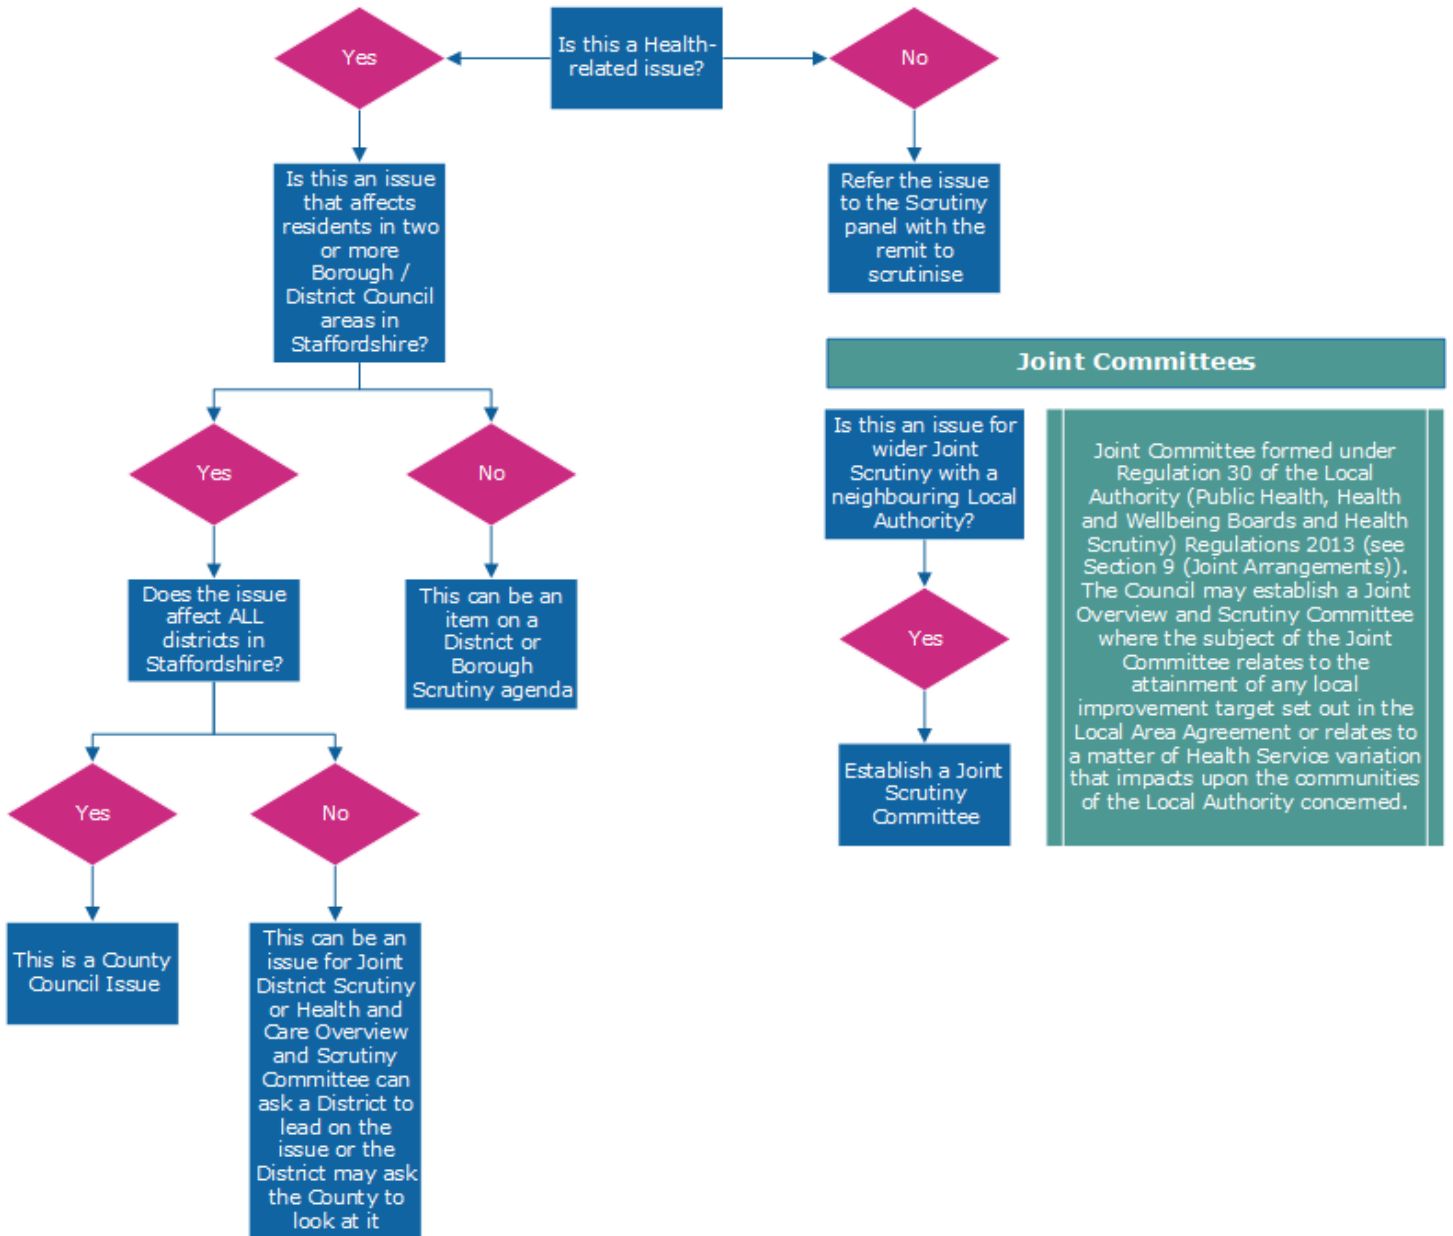 Is this a Health-
related issue?
Yes
No
Is this an issue
that affects
residents in two
or more
Borough /
District Council
areas in
Staffordshire?
Refer the issue
to the Scrutiny
panel with the
remit to
scrutinise
Yes
No
Does the issue
affect ALL
districts in
Staffordshire?
This can be an
item on a
District or
Borough
Scrutiny agenda
Yes
No
This is a County
Council Issue
This can be an
issue for Joint
District Scrutiny
or Health and
Care Overview
and Scrutiny
Committee can
ask a District to
lead on the
issue or the
District may ask
the County to
look at it
Joint Committees
Is this an issue for
wider Joint
Scrutiny with a
neighbouring Local
Authority?
Yes
Establish a Joint
Scrutiny
Committee
Joint Committee formed under
Regulation 30 of the Local
Authority (Public Health, Health
and Wellbeing Boards and Health
Scrutiny) Regulations 2013 (see
Section 9 (Joint Arrangements)).
The Council may establish a Joint
Overview and Scrutiny Committee
where the subject of the Joint
Committee relates to the
attainment of any local
improvement target set out in the
Local Area Agreement or relates to
a matter of Health Service variation
that impacts upon the communities
of the Local Authority concerned.